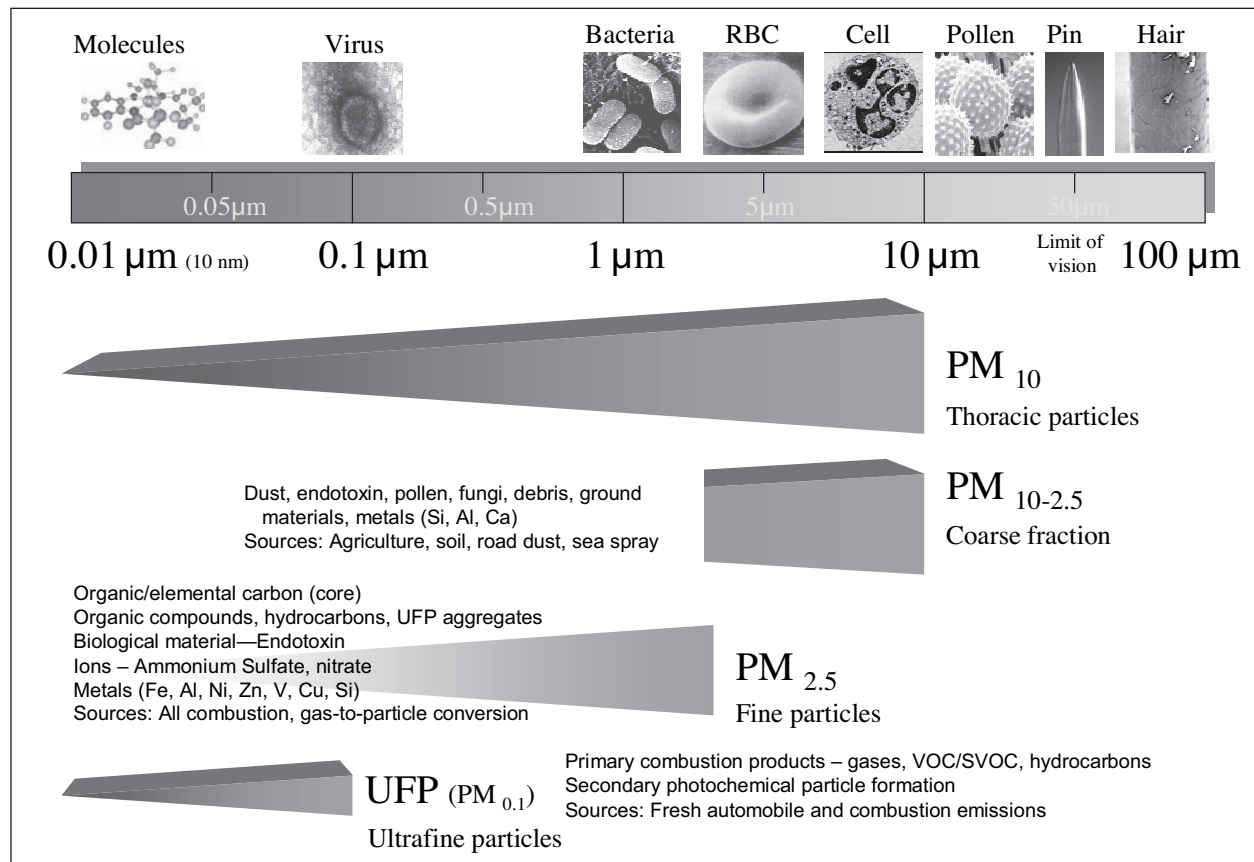 Molecules
Virus
Bacteria
RBC
Cell
Pollen
Pin
Hair
0.05µm
0.5µm
5µm
50µm
0.01 µm (10 nm)
0.1 µm
1 µm
10 µm
Limit of
vision
100 µm
PM 10
Thoracic particles
Dust, endotoxin, pollen, fungi, debris, ground
materials, metals (Si, Al, Ca)
Sources: Agriculture, soil, road dust, sea spray
PM 10-2.5
Coarse fraction
Organic/elemental carbon (core)
Organic compounds, hydrocarbons, UFP aggregates
Biological material—Endotoxin
Ions – Ammonium Sulfate, nitrate
Metals (Fe, Al, Ni, Zn, V, Cu, Si)
Sources: All combustion, gas-to-particle conversion
PM 2.5
Fine particles
UFP (PM 0.1)
Ultrafine particles
Primary combustion products – gases, VOC/SVOC, hydrocarbons
Secondary photochemical particle formation
Sources: Fresh automobile and combustion emissions